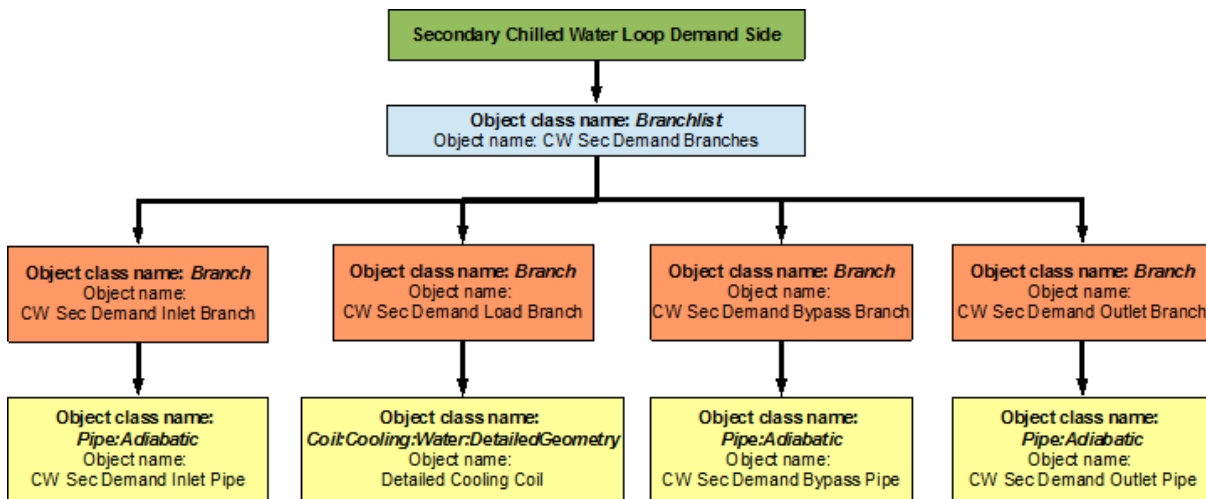 Secondary Chilled Water Loop Demand Side
Object class name: Branchlist
Object name: CW Sec Demand Branches
Object class name: Branch
Object name:
CW Sec Demand Inlet Branch
Object class name: Branch
Object name:
CW Sec Demand Load Branch
Object class name: Branch
Object name:
CW Sec Demand Bypass Branch
Object class name: Branch
Object name:
CW Sec Demand Outlet Branch
Object class name:
Pipe:Adiabatic
Object name:
CW Sec Demand Inlet Pipe
Object class name:
Coil:Cooling:Water:DetailedGeometry
Object name:
Detailed Cooling Coil
Object class name:
Pipe:Adiabatic
Object name:
CW Sec Demand Bypass Pipe
Object class name:
Pipe:Adiabatic
Object name:
CW Sec Demand Outlet Pipe